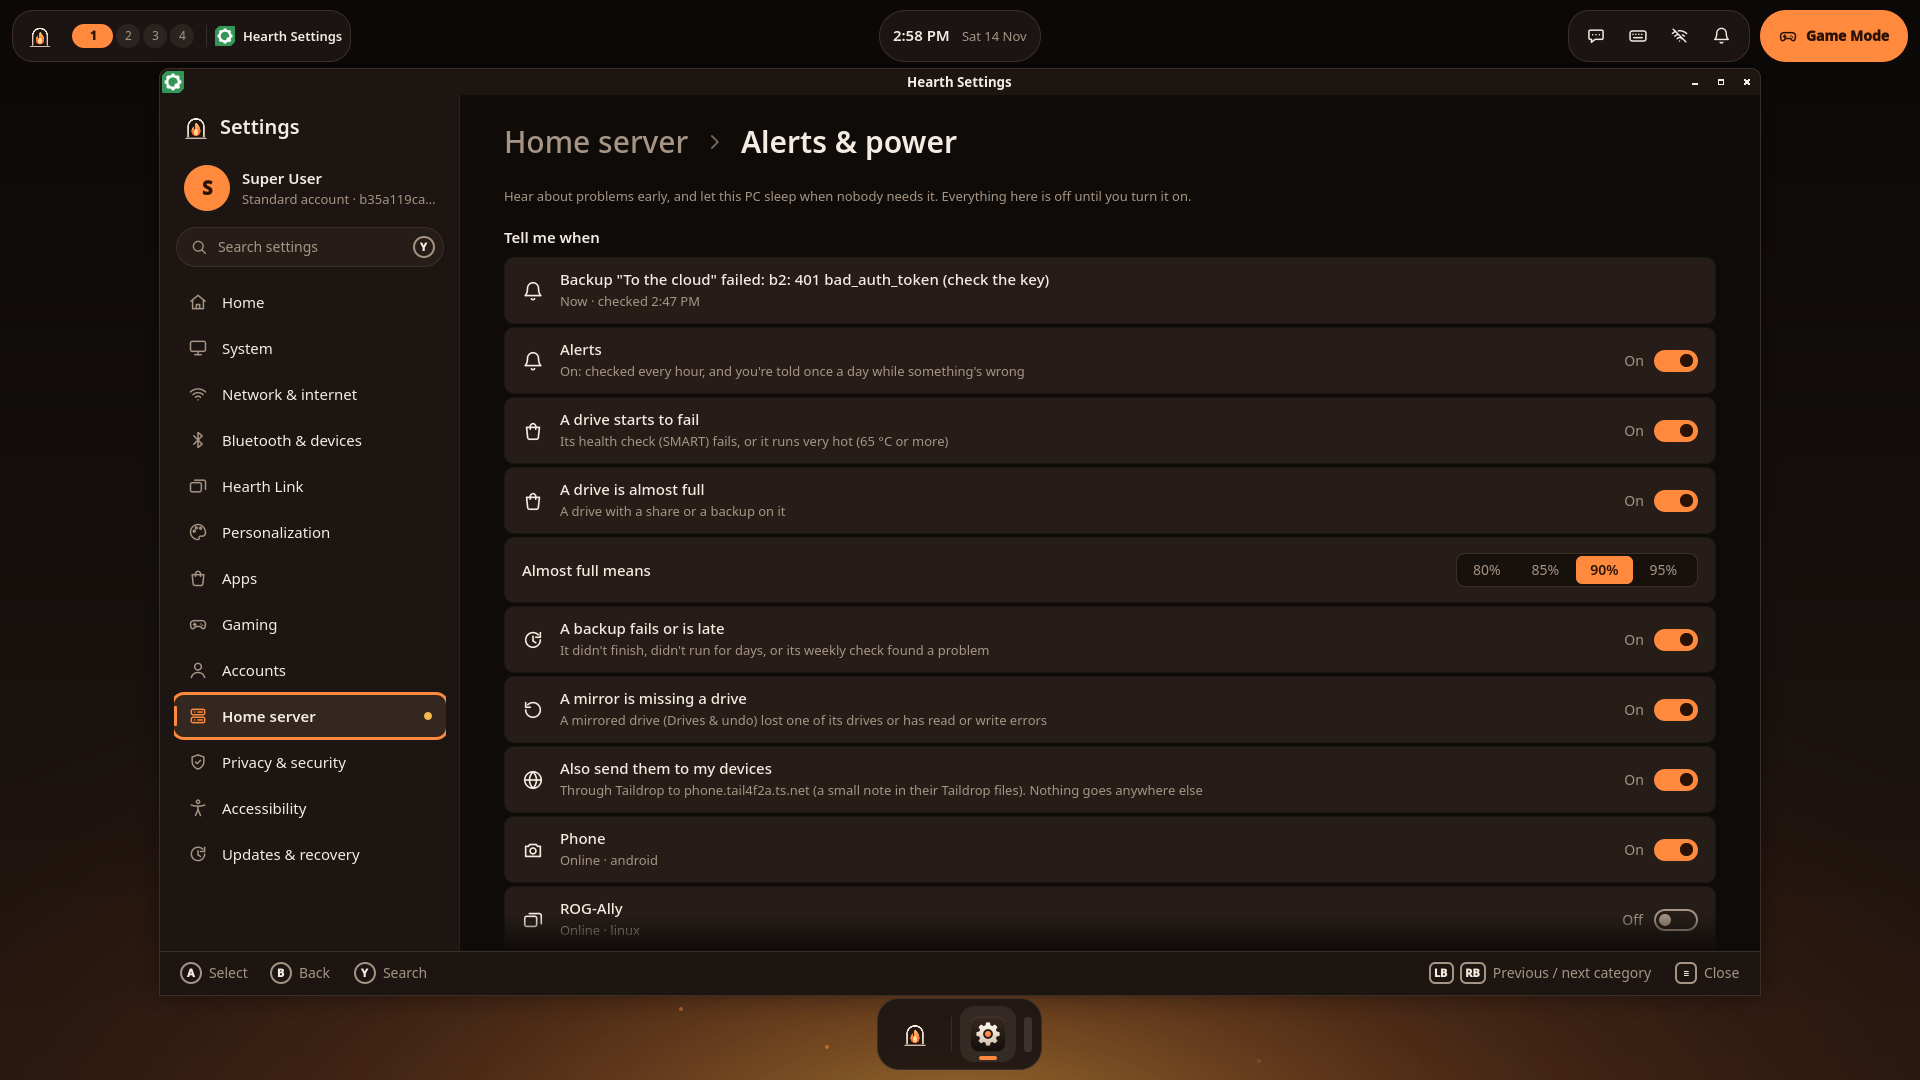 1 2 3 4 Hearth Settings
2:58 PM Sat 14 Nov
Game Mode
Hearth Settings
Settings
S
Super User
Standard account · b35a119ca...
Search settings Y
Home
System
Network & internet
Bluetooth & devices
Hearth Link
Personalization
Apps
Gaming
Accounts
Home server
Privacy & security
Accessibility
Updates & recovery
Home server > Alerts & power
Hear about problems early, and let this PC sleep when nobody needs it. Everything here is off until you turn it on.
Tell me when
Backup "To the cloud" failed: b2: 401 bad_auth_token (check the key)
Now · checked 2:47 PM
Alerts
On: checked every hour, and you're told once a day while something's wrong
On
A drive starts to fail
Its health check (SMART) fails, or it runs very hot (65 °C or more)
On
A drive is almost full
A drive with a share or a backup on it
On
Almost full means
80% 85% 90% 95%
A backup fails or is late
It didn't finish, didn't run for days, or its weekly check found a problem
On
A mirror is missing a drive
A mirrored drive (Drives & undo) lost one of its drives or has read or write errors
On
Also send them to my devices
Through Taildrop to phone.tail4f2a.ts.net (a small note in their Taildrop files). Nothing goes anywhere else
On
Phone
Online · android
On
ROG-Ally
Online · linux
Off
A Select B Back Y Search
LB RB Previous / next category ≡ Close